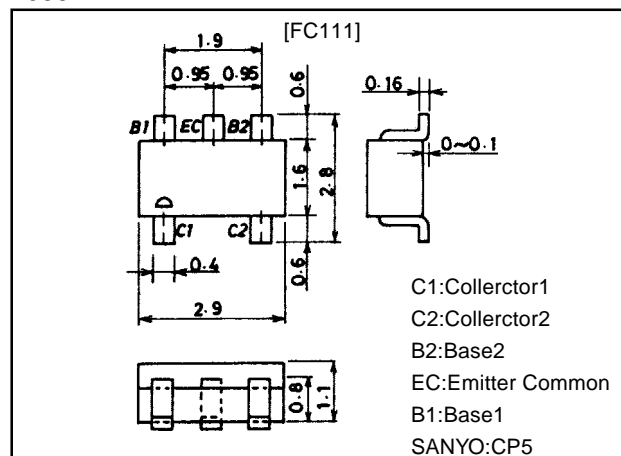 [FC111]
1.9
0.95 0.95
0.6
0.16
B1 EC B2
0~0.1
1.6
2.8
C1 C2
0.6
0.4
2.9
C1:Collerctor1
C2:Collerctor2
B2:Base2
EC:Emitter Common
B1:Base1
SANYO:CP5
0.8
1.1